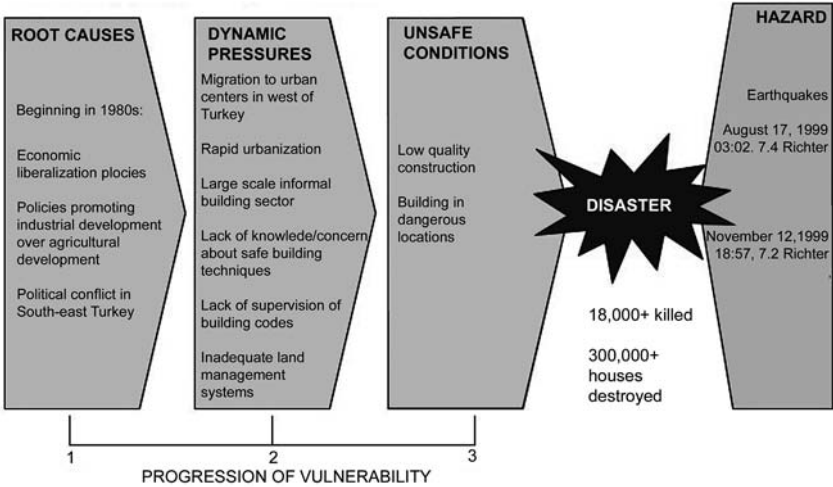 ROOT CAUSES
Beginning in 1980s:
Economic
liberalization plocies
Policies promoting
industrial development
over agricultural
development
Political conflict in
South-east Turkey
DYNAMIC
PRESSURES
Migration to urban
centers in west of
Turkey
Rapid urbanization
Large scale informal
building sector
Lack of knowlede/concern
about safe building
techniques
Lack of supervision of
building codes
Inadequate land
management
systems
UNSAFE
CONDITIONS
Low quality
construction
Building in
dangerous
locations
DISASTER
18,000+ killed
300,000+
houses
destroyed
HAZARD
Earthquakes
August 17, 1999
03:02. 7.4 Richter
November 12,1999
18:57, 7.2 Richter
1
2
3
PROGRESSION OF VULNERABILITY